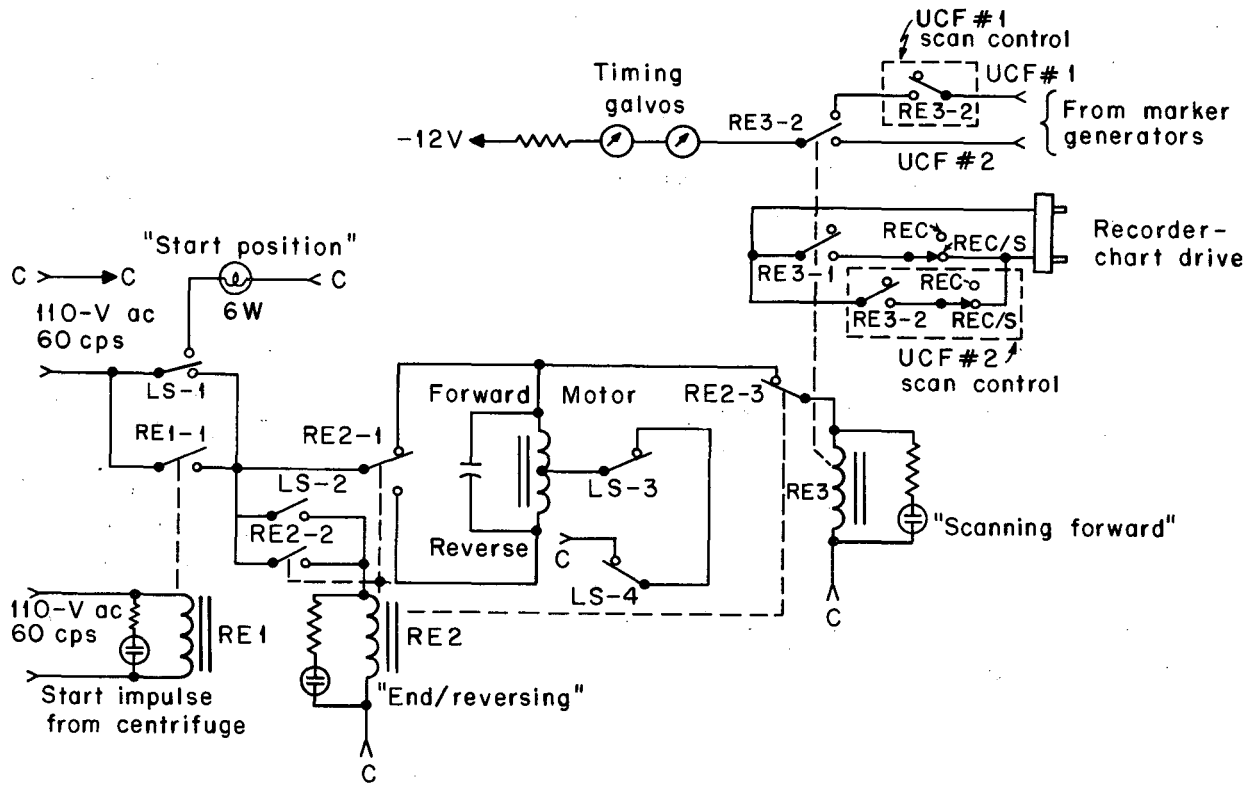 UCF #1
scan control
UCF#1
Timing
galvos
RE3-2
RE3-2
From marker
generators
-12V
UCF #2
"Start position"
REC
REC/S
Recorder-
chart drive
C
C
C
RE3-1
REC
6W
110-V ac
60 cps
RE3-2
REC/S
UCF #2
scan control
LS-1
Forward
Motor
RE2-3
RE1-1
RE2-1
LS-2
LS-3
RE3
RE2-2
"Scanning forward"
Reverse
C
LS-4
110-V ac
60 cps
C
RE1
RE2
Start impulse
from centrifuge
"End/reversing"
C